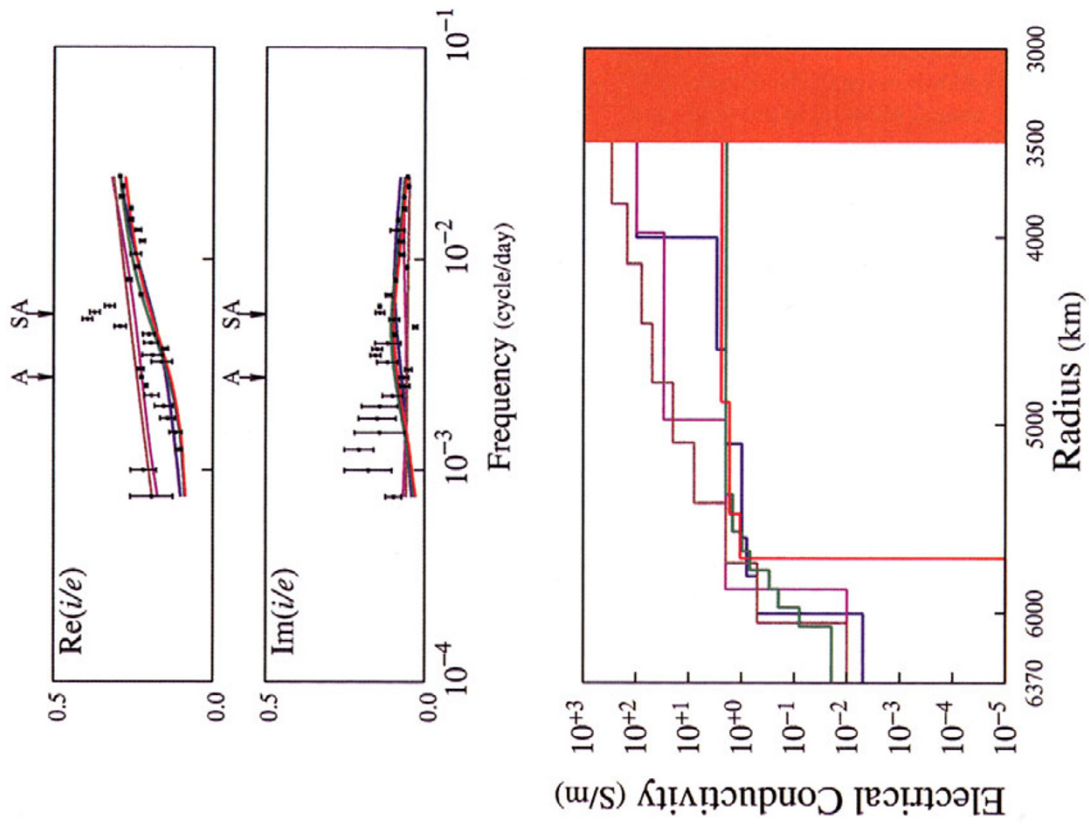 A SA
0.5
Re(i/e)
0.0
A SA
0.5
Im(i/e)
0.0
10⁻⁴ 10⁻³ 10⁻² 10⁻¹
Frequency (cycle/day)
Electrical Conductivity (S/m)
10⁺³
10⁺²
10⁺¹
10⁺⁰
10⁻¹
10⁻²
10⁻³
10⁻⁴
10⁻⁵
6370 6000 5000 4000 3500 3000
Radius (km)